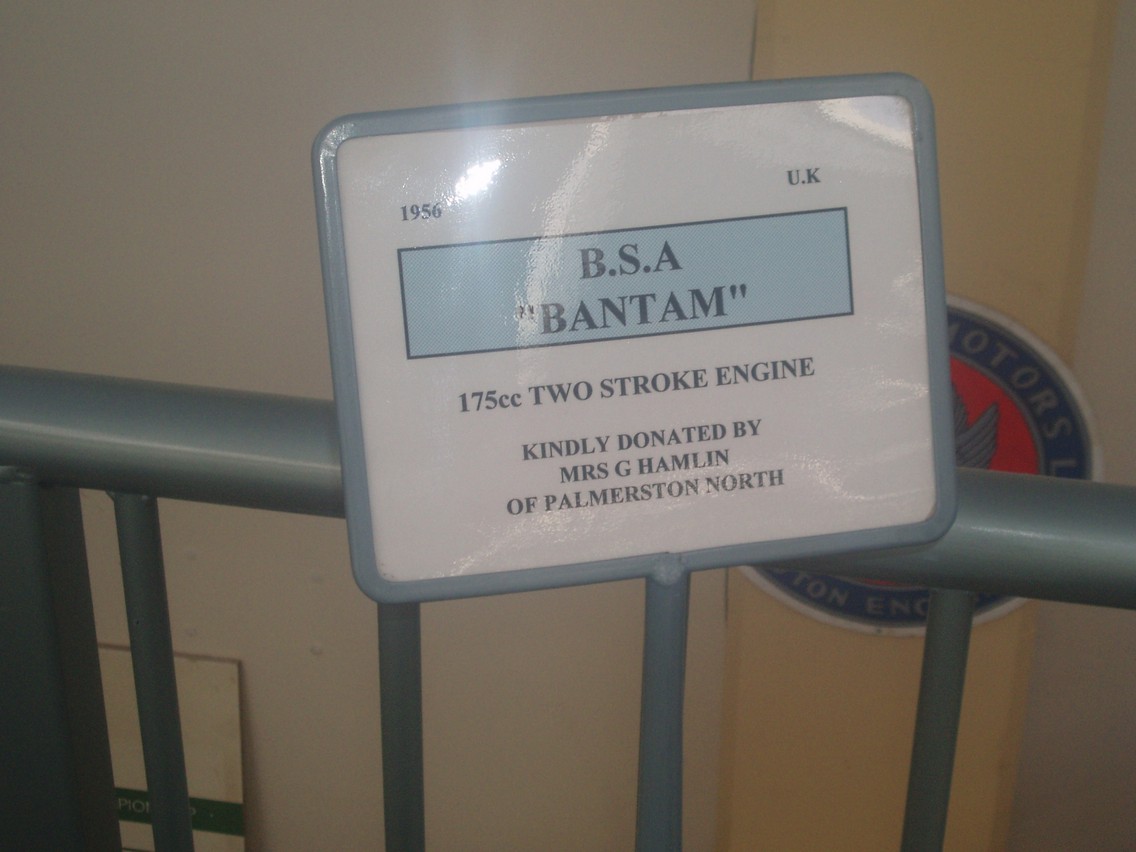 1956
U.K
B.S.A
"BANTAM"
175cc TWO STROKE ENGINE
KINDLY DONATED BY
MRS G HAMLIN
OF PALMERSTON NORTH
MOTORS